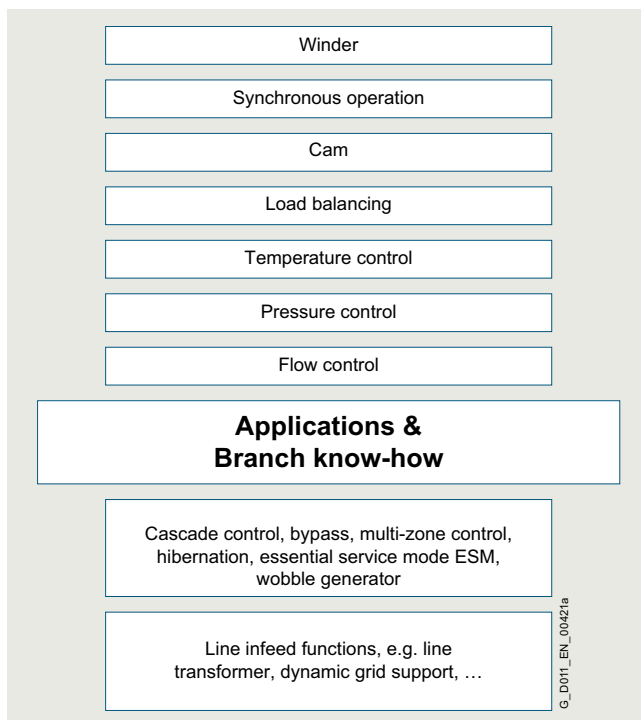 Winder
Synchronous operation
Cam
Load balancing
Temperature control
Pressure control
Flow control
Applications &
Branch know-how
Cascade control, bypass, multi-zone control,
hibernation, essential service mode ESM,
wobble generator
Line infeed functions, e.g. line
transformer, dynamic grid support, …
G_D011_EN_00421a